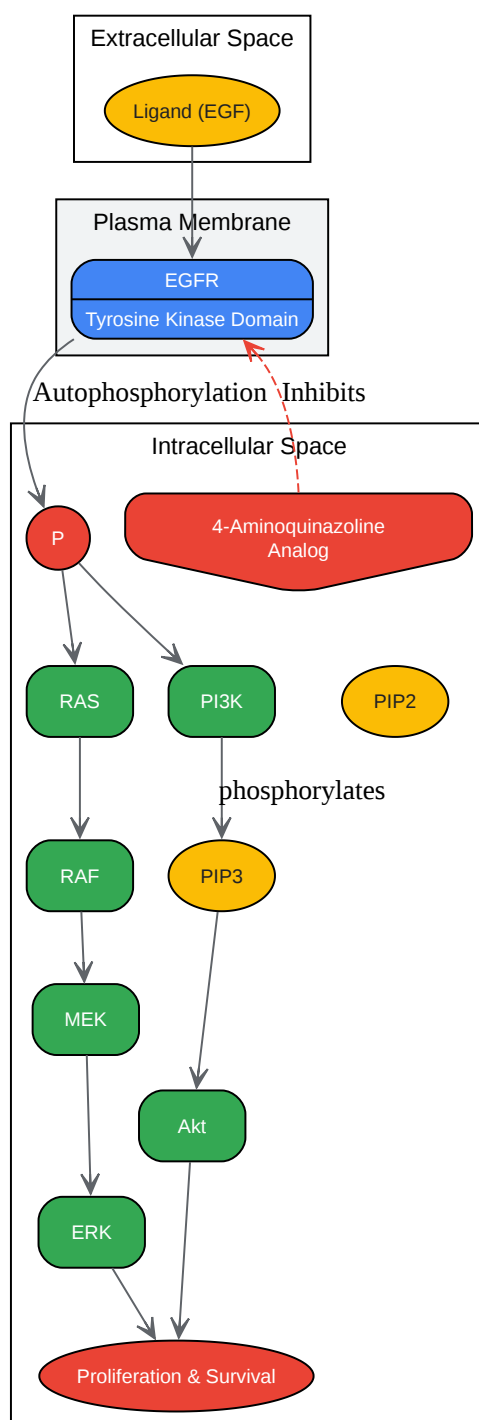 Extracellular Space
Ligand (EGF)
Plasma Membrane
EGFR
Tyrosine Kinase Domain
Autophosphorylation
Inhibits
Intracellular Space
P
4-Aminoquinazoline
Analog
RAS
PI3K
PIP2
phosphorylates
RAF
PIP3
MEK
Akt
ERK
Proliferation & Survival